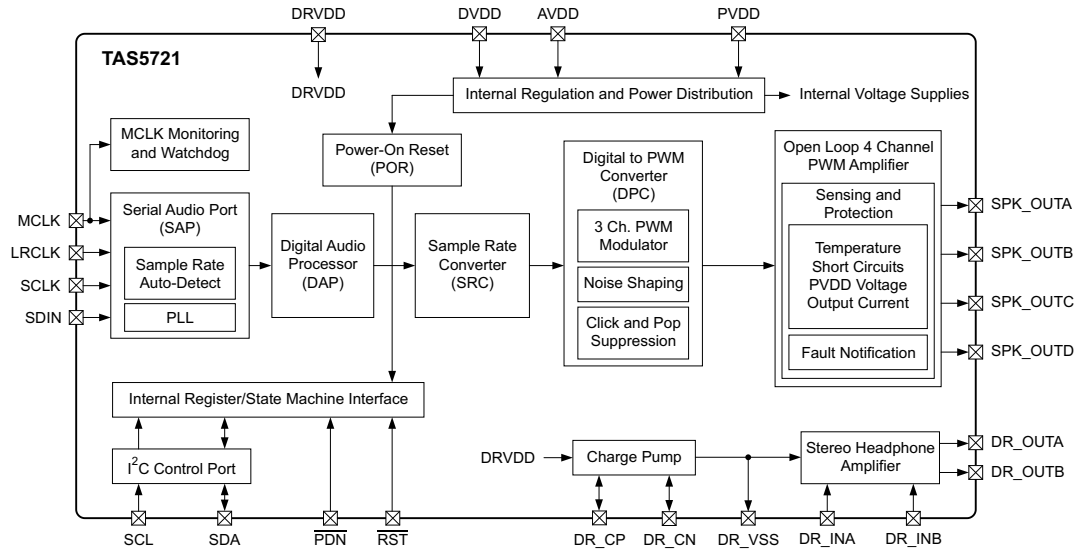 DRVDD
DVDD
AVDD
PVDD
TAS5721
DRVDD
Internal Regulation and Power Distribution
Internal Voltage Supplies
MCLK Monitoring
and Watchdog
Power-On Reset
(POR)
Digital to PWM
Converter
(DPC)
3 Ch. PWM
Modulator
Noise Shaping
Click and Pop
Suppression
Open Loop 4 Channel
PWM Amplifier
Sensing and
Protection
Temperature
Short Circuits
PVDD Voltage
Output Current
Fault Notification
MCLK
LRCLK
SCLK
SDIN
Serial Audio Port
(SAP)
Sample Rate
Auto-Detect
PLL
Digital Audio
Processor
(DAP)
Sample Rate
Converter
(SRC)
SPK_OUTA
SPK_OUTB
SPK_OUTC
SPK_OUTD
Internal Register/State Machine Interface
I²C Control Port
DRVDD
Charge Pump
Stereo Headphone
Amplifier
DR_OUTA
DR_OUTB
SCL
SDA
PDN
RST
DR_CP
DR_CN
DR_VSS
DR_INA
DR_INB